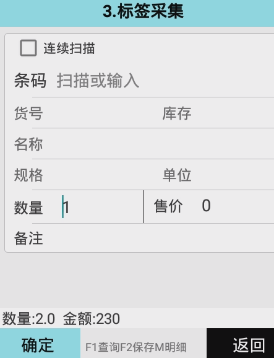 3.标签采集
连续扫描
条码 扫描或输入
货号 库存
名称
规格 单位
数量 1 售价 0
备注
数量:2.0 金额:230
确定 F1查询F2保存M明细 返回